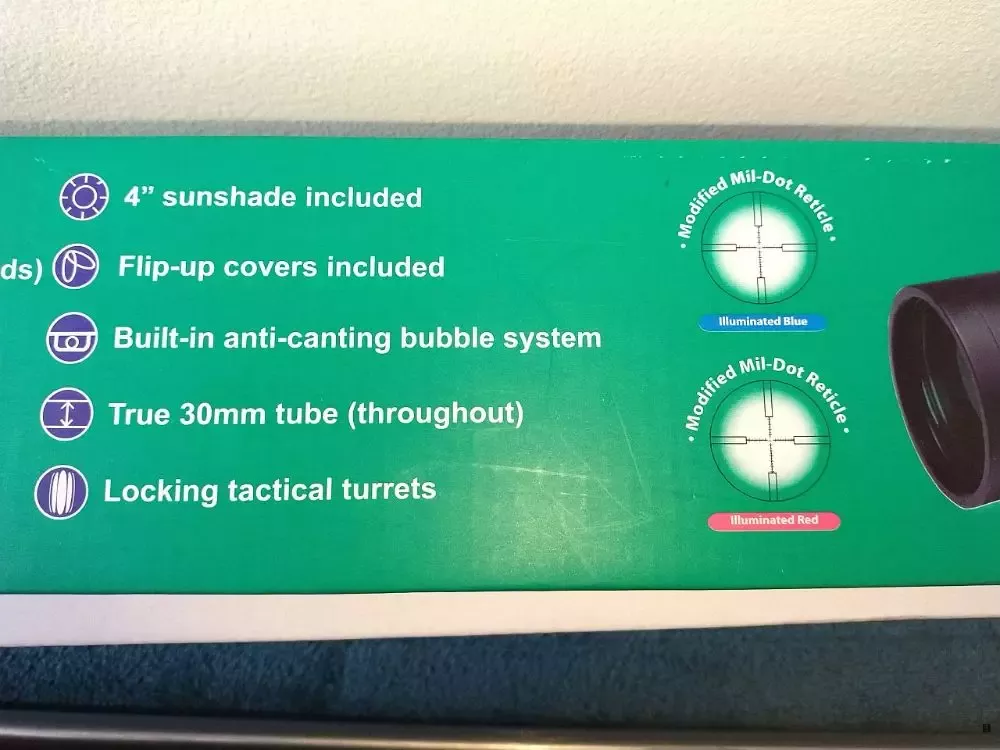 4” sunshade included
ds)
Flip-up covers included
Built-in anti-canting bubble system
True 30mm tube (throughout)
Locking tactical turrets
• Modified Mil-Dot Reticle •
Illuminated Blue
• Modified Mil-Dot Reticle •
Illuminated Red